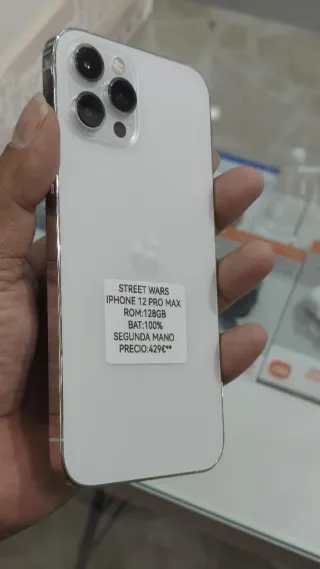 STREET WARS
IPHONE 12 PRO MAX
ROM:128GB
BAT:100%
SEGUNDA MANO
PRECIO:429€**